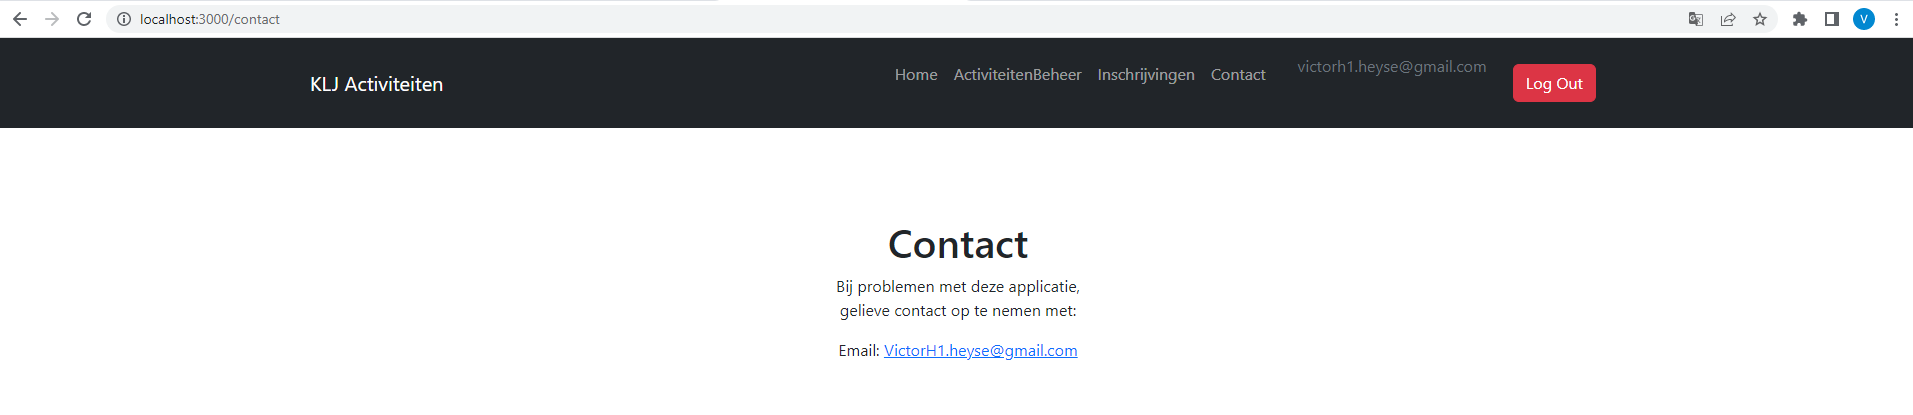 localhost:3000/contact
V
KLJ Activiteiten
Home ActiviteitenBeheer Inschrijvingen Contact victorh1.heyse@gmail.com Log Out
Contact
Bij problemen met deze applicatie,
gelieve contact op te nemen met:
Email: VictorH1.heyse@gmail.com